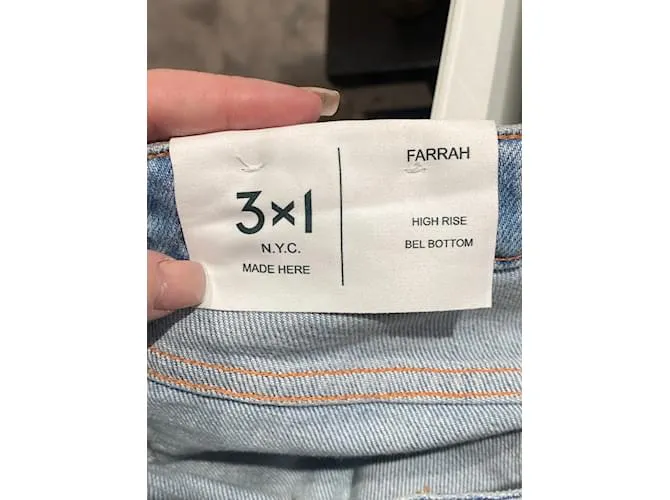 3×1
N.Y.C.
MADE HERE
FARRAH
HIGH RISE
BEL BOTTOM